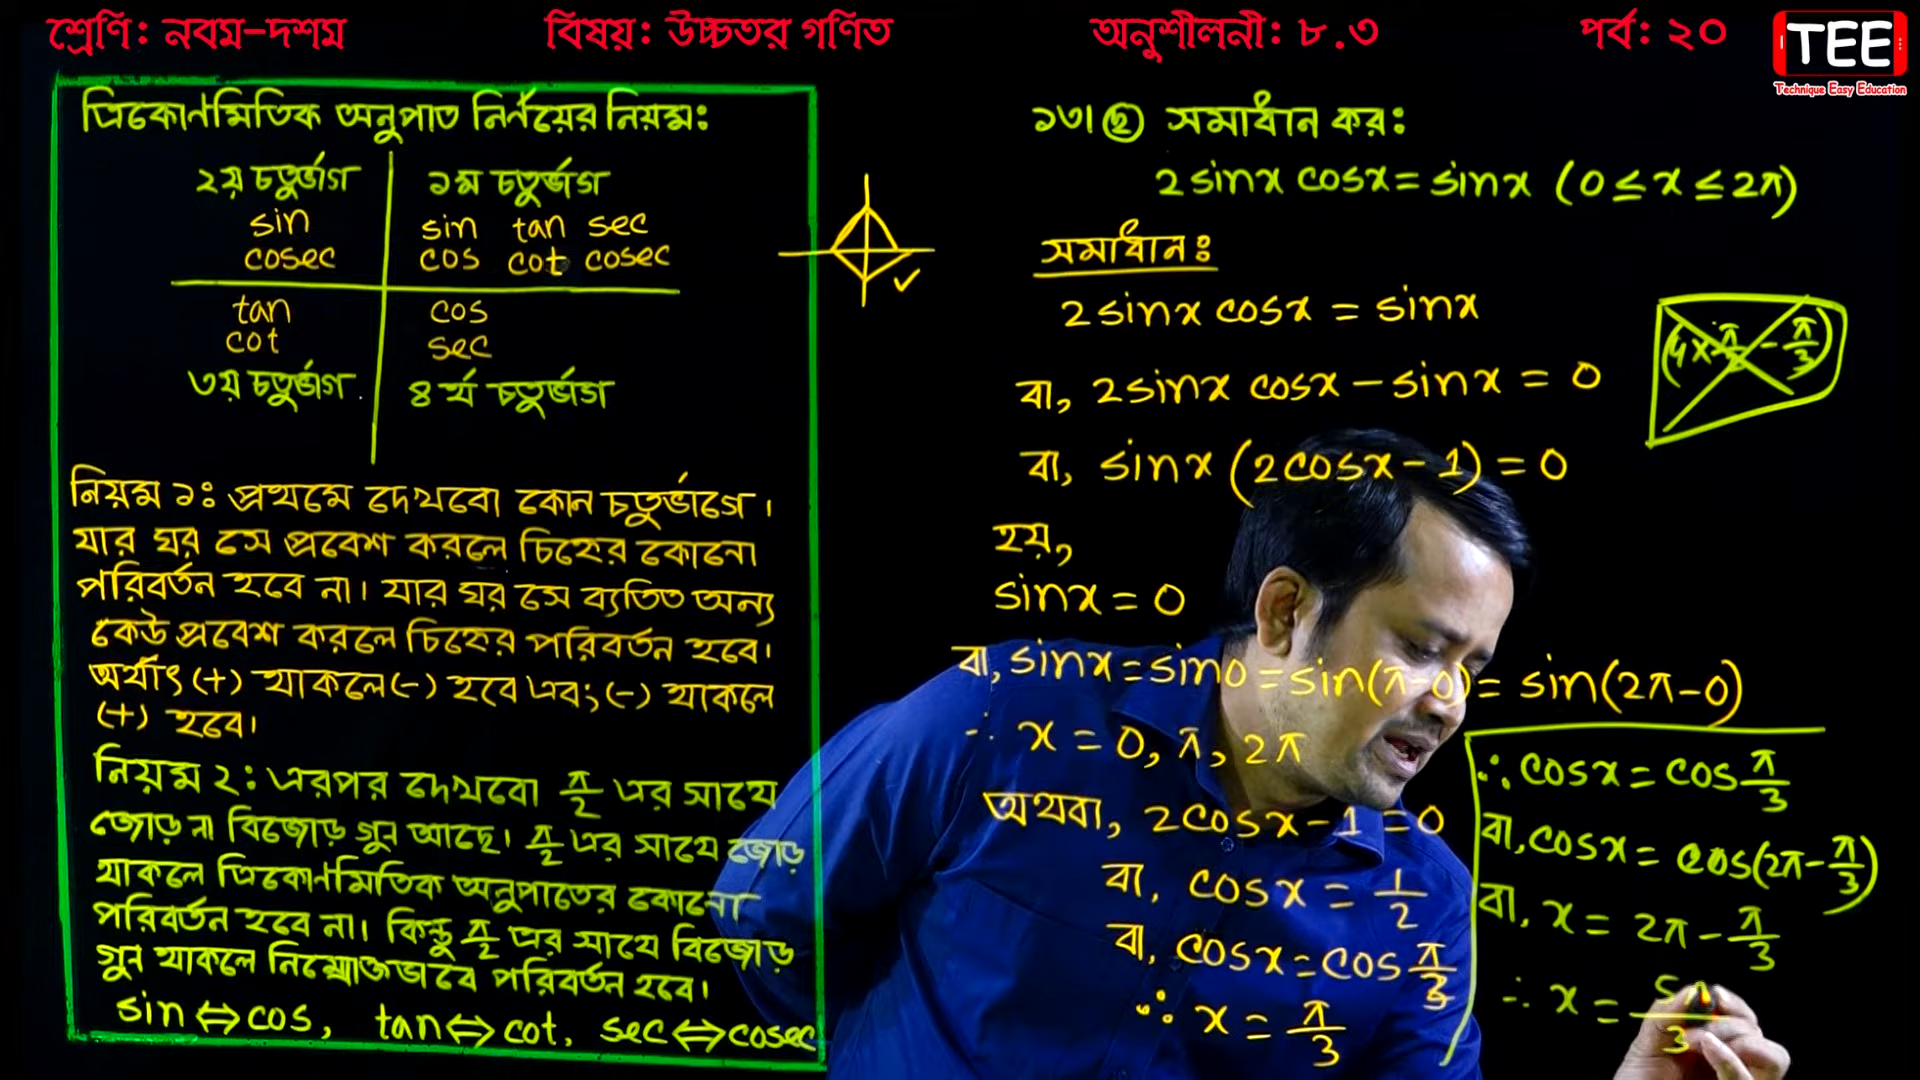 শ্রেণি: নবম-দশম
বিষয়: উচ্চতর গণিত
অনুশীলনী: ৮.৩
পর্ব: ২০
TEE
Technique Easy Education
ত্রিকোণমিতিক অনুপাত নির্ণয়ের নিয়ম:
২য় চতুর্ভাগ
১ম চতুর্ভাগ
sin
sin tan sec
cosec
cos cot cosec
tan
cos
cot
sec
৩য় চতুর্ভাগ
৪র্থ চতুর্ভাগ
নিয়ম ১: প্রথমে দেখবো কোন চতুর্ভাগে।
যার ঘর সে প্রবেশ করলে চিহ্নের কোনো
পরিবর্তন হবে না। যার ঘর সে ব্যতিত অন্য
কেউ প্রবেশ করলে চিহ্নের পরিবর্তন হবে।
অর্থাৎ (+) থাকলে (-) হবে এবং (-) থাকলে
(+) হবে।
নিয়ম ২: এরপর দেখবো π/2 এর সাথে
জোড় না বিজোড় গুন আছে। π/2 এর সাথে জোড়
থাকলে ত্রিকোণমিতিক অনুপাতের কোনো
পরিবর্তন হবে না। কিন্তু π/2 এর সাথে বিজোড়
গুন থাকলে নিম্নোক্তভাবে পরিবর্তন হবে।
sin⇔cos, tan⇔cot, sec⇔cosec
১৩। ছ সমাধান কর:
2sinx cosx = sinx (0 ≤ x ≤ 2π)
সমাধান:
2sinx cosx = sinx
বা, 2sinx cosx - sinx = 0
বা, sinx (2cosx - 1) = 0
হয়,
sinx = 0
বা, sinx = sin0 = sin(π-0) = sin(2π-0)
∴ x = 0, π, 2π
অথবা, 2cosx - 1 = 0
বা, cosx = 1/2
বা, cosx = cos π/3
∴ x = π/3
∴ cosx = cos π/3
বা, cosx = cos(2π - π/3)
বা, x = 2π - π/3
∴ x = 5π/3